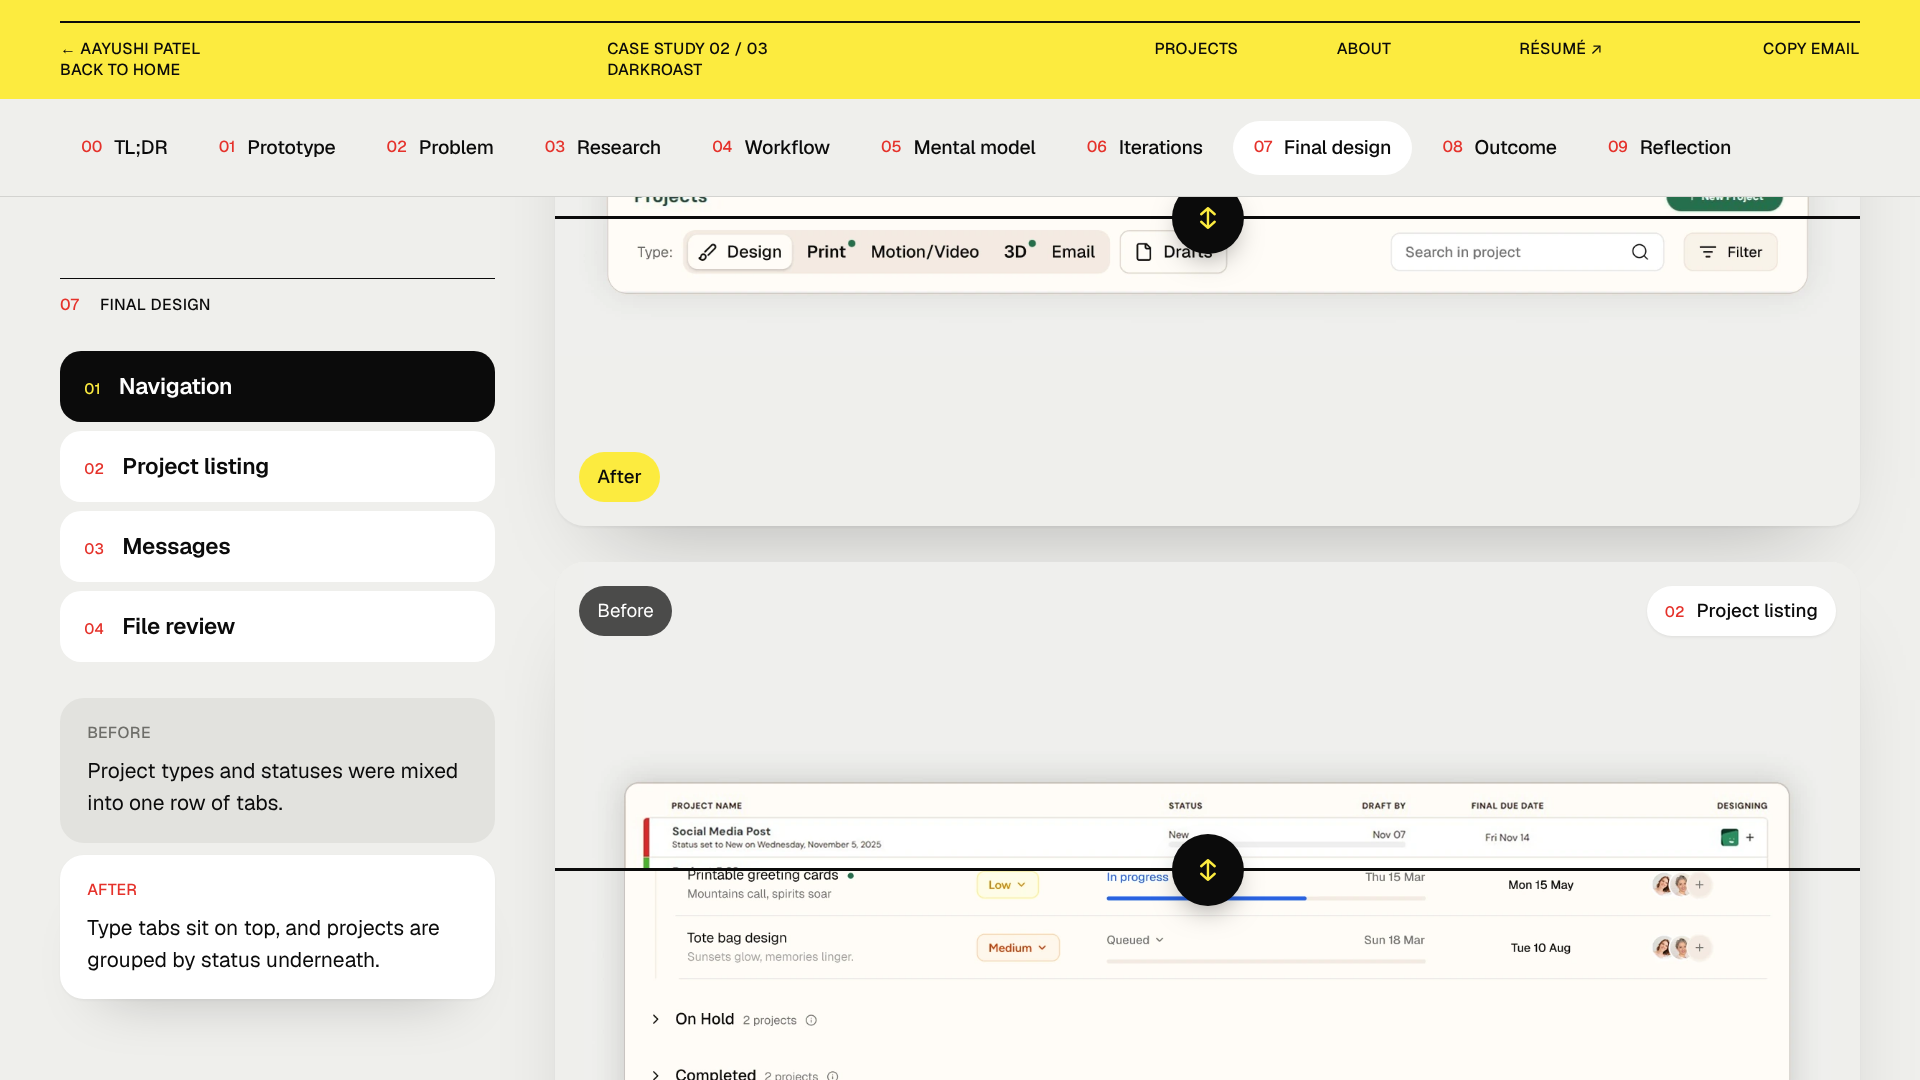 ← AAYUSHI PATEL
BACK TO HOME
CASE STUDY 02 / 03
DARKROAST
PROJECTS
ABOUT
RÉSUMÉ ↗
COPY EMAIL
00 TL;DR
01 Prototype
02 Problem
03 Research
04 Workflow
05 Mental model
06 Iterations
07 Final design
08 Outcome
09 Reflection
07 FINAL DESIGN
01 Navigation
02 Project listing
03 Messages
04 File review
BEFORE
Project types and statuses were mixed
into one row of tabs.
AFTER
Type tabs sit on top, and projects are
grouped by status underneath.
Projects
New Project
Type: Design Print Motion/Video 3D Email Drafts
Search in project
Filter
After
Before
02 Project listing
PROJECT NAME STATUS DRAFT BY FINAL DUE DATE DESIGNING
Social Media Post New Nov 07 Fri Nov 14 +
Status set to New on Wednesday, November 5, 2025
Printable greeting cards Low In progress Thu 15 Mar Mon 15 May +
Mountains call, spirits soar
Tote bag design Medium Queued Sun 18 Mar Tue 10 Aug +
Sunsets glow, memories linger.
On Hold 2 projects
Completed 2 projects